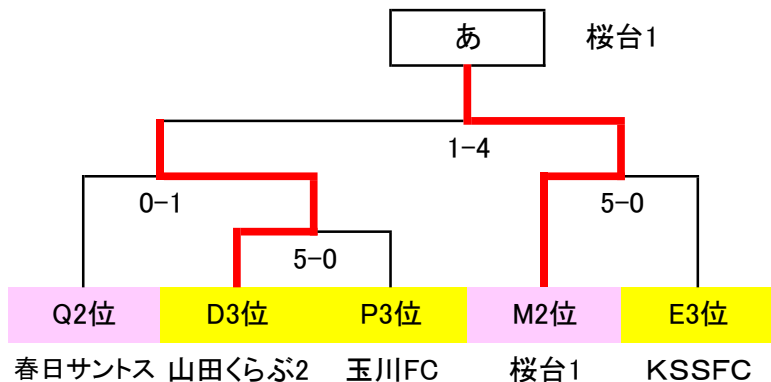 あ 桜台1
1-4
0-1 5-0
5-0
Q2位 D3位 P3位 M2位 E3位
春日サントス 山田くらぶ2 玉川FC 桜台1 KSSFC